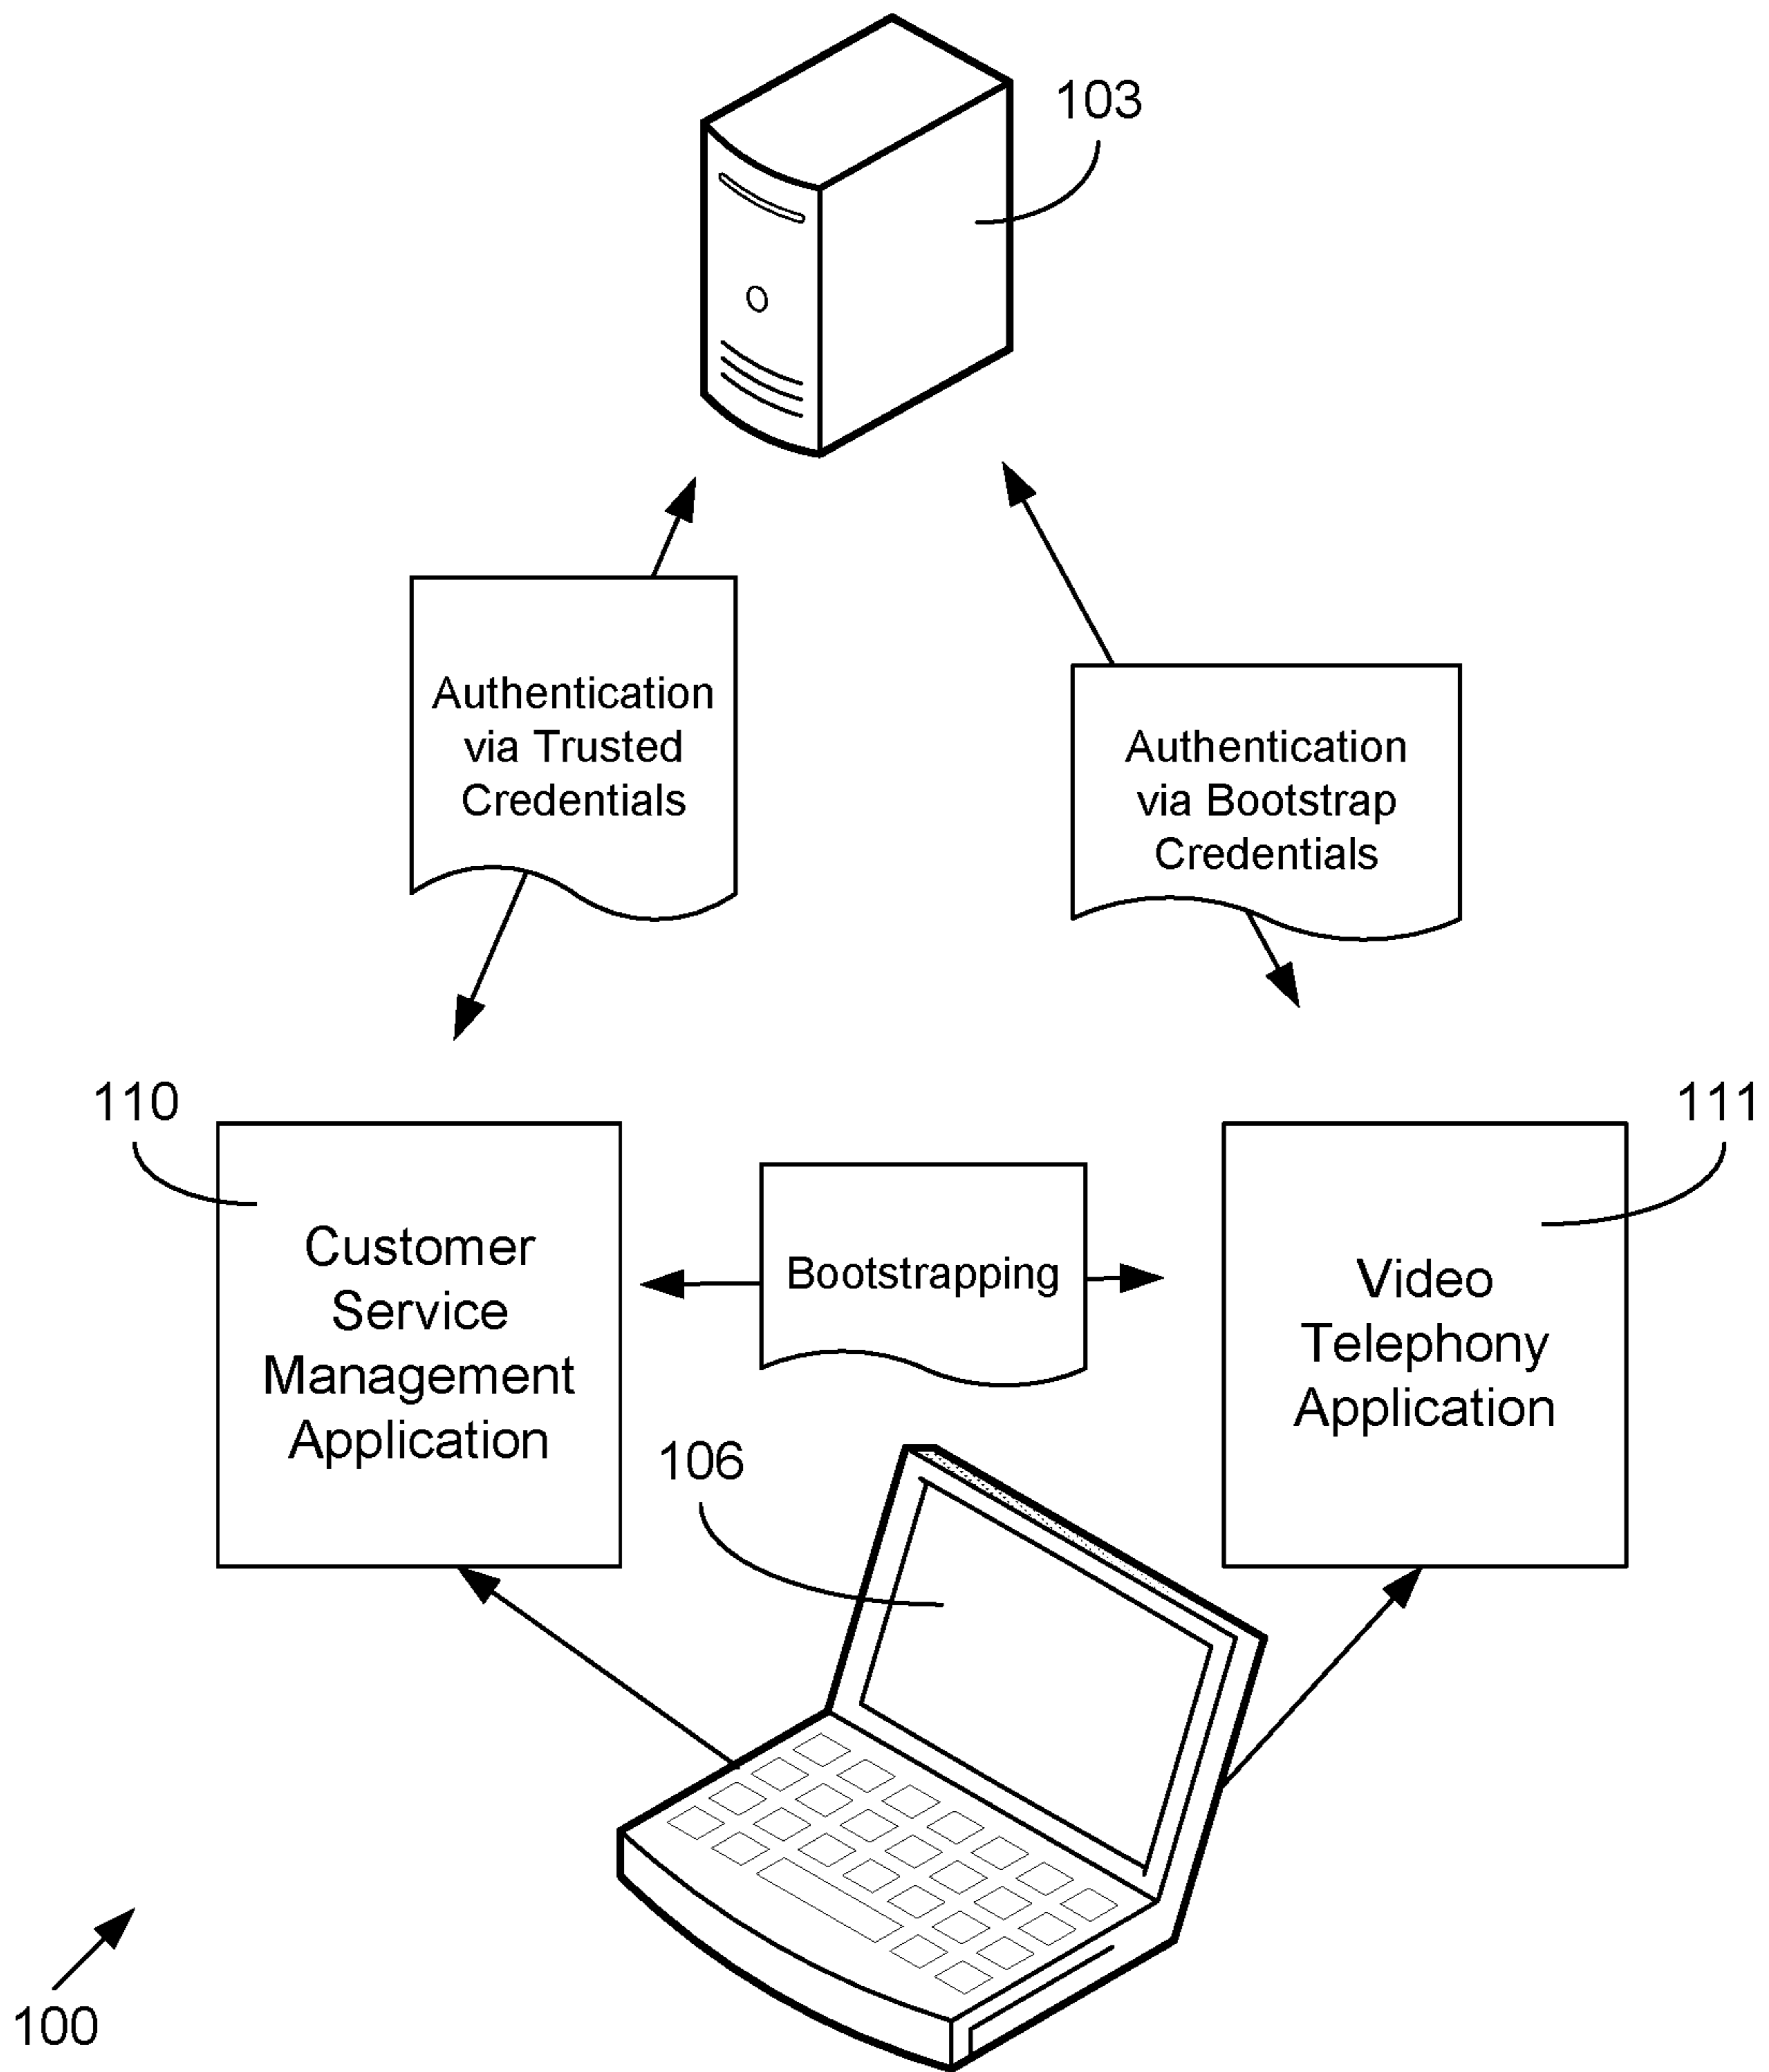 103
Authentication
via Trusted
Credentials
Authentication
via Bootstrap
Credentials
110
111
Customer
Service
Management
Application
Bootstrapping
Video
Telephony
Application
106
100